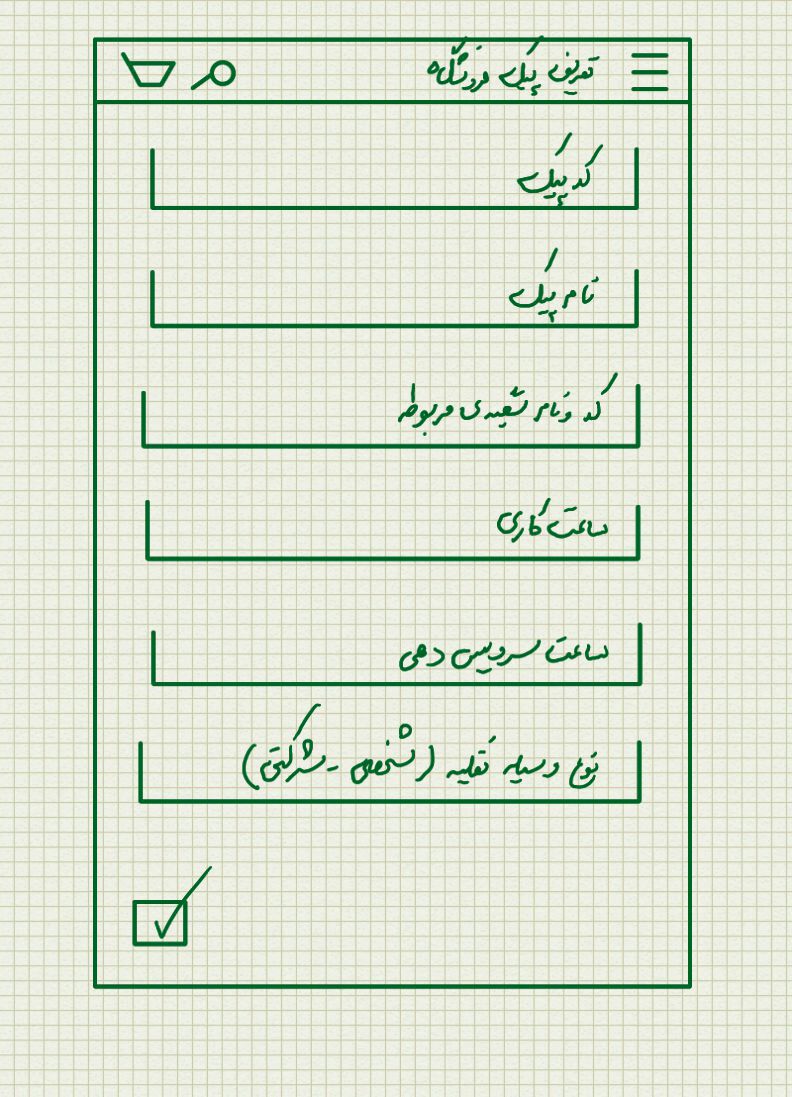 تعریف پیک فروشگاه
کد پیک
نام پیک
کد و نام شعبه ی مربوطه
ساعت کاری
ساعت سرویس دهی
نوع وسیله نقلیه (شخصی - شرکتی)